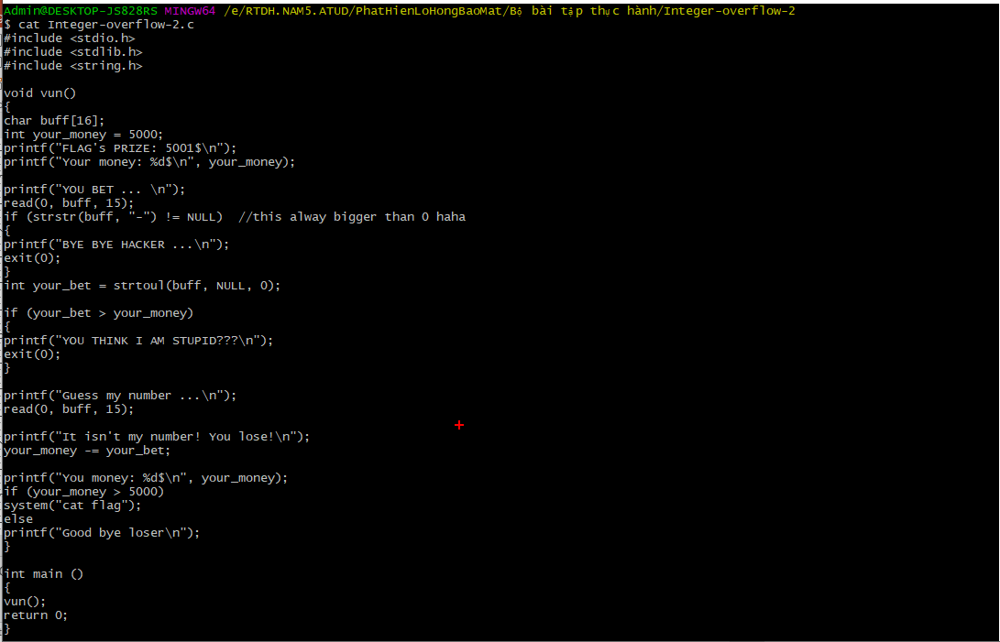 Admin@DESKTOP-JS828RS MINGW64 /e/RTDH.NAM5.ATUD/PhatHienLoHongBaoMat/Bộ bài tập thực hành/Integer-overflow-2
$ cat Integer-overflow-2.c
#include <stdio.h>
#include <stdlib.h>
#include <string.h>
void vun()
{
char buff[16];
int your_money = 5000;
printf("FLAG's PRIZE: 5001$\n");
printf("Your money: %d$\n", your_money);
printf("YOU BET ... \n");
read(0, buff, 15);
if (strstr(buff, "-") != NULL)  //this alway bigger than 0 haha
{
printf("BYE BYE HACKER ...\n");
exit(0);
}
int your_bet = strtoul(buff, NULL, 0);
if (your_bet > your_money)
{
printf("YOU THINK I AM STUPID???\n");
exit(0);
}
printf("Guess my number ...\n");
read(0, buff, 15);
printf("It isn't my number! You lose!\n");
your_money -= your_bet;
printf("You money: %d$\n", your_money);
if (your_money > 5000)
system("cat flag");
else
printf("Good bye loser\n");
}
int main ()
{
vun();
return 0;
}